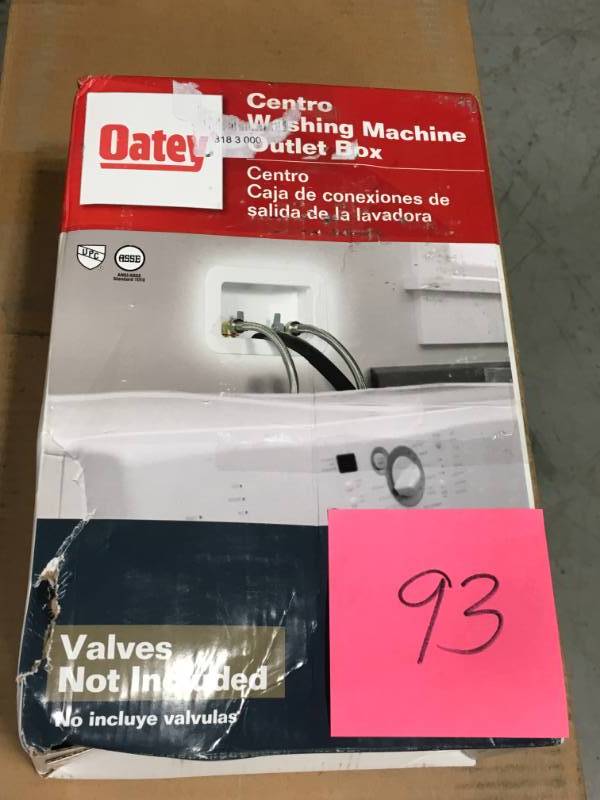 Oatey
318 3 000
Centro
Washing Machine
Outlet Box
Centro
Caja de conexiones de
salida de la lavadora
UPC
ASSE
Valves
Not Included
No incluye valvulas
93